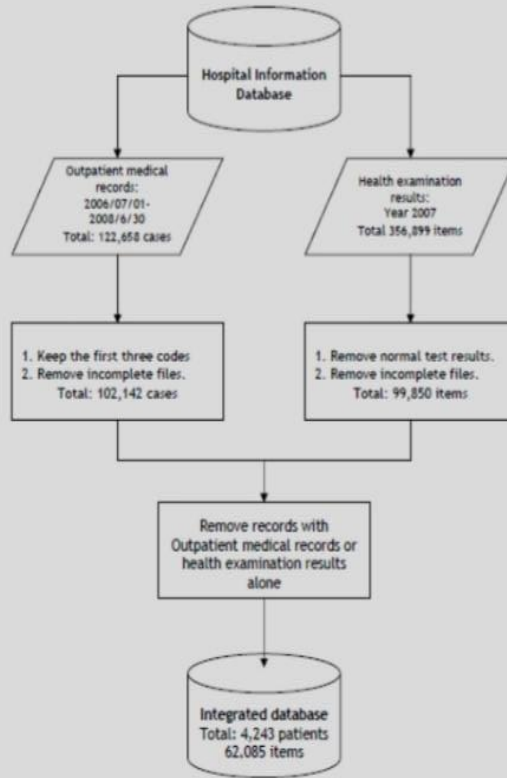 Hospital Information
Database
Outpatient medical
records:
2006/07/01-
2008/6/30
Total: 122,658 cases
Health examination
results:
Year 2007
Total 356,899 items
1. Keep the first three codes
2. Remove incomplete files.
Total: 102,142 cases
1. Remove normal test results.
2. Remove incomplete files.
Total: 99,850 items
Remove records with
Outpatient medical records or
health examination results
alone
Integrated database
Total: 4,243 patients
62,085 items